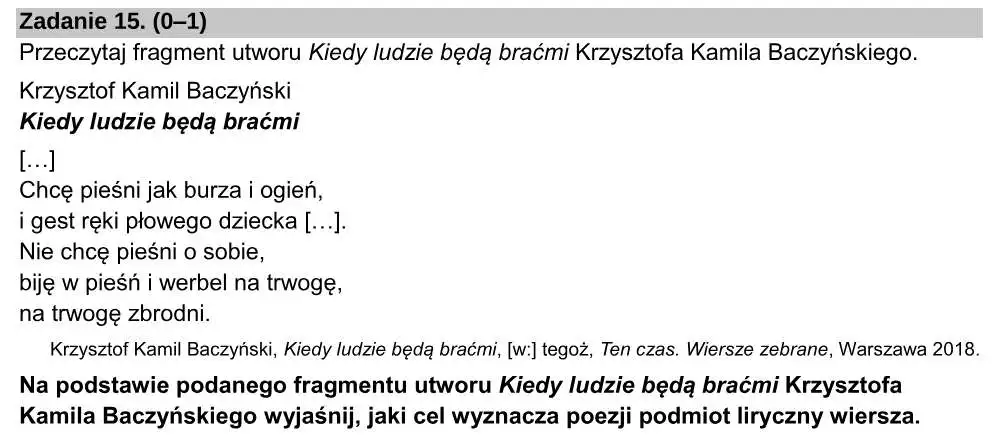 Zadanie 15. (0–1)
Przeczytaj fragment utworu Kiedy ludzie będą braćmi Krzysztofa Kamila Baczyńskiego.
Krzysztof Kamil Baczyński
Kiedy ludzie będą braćmi
[…]
Chcę pieśni jak burza i ogień,
i gest ręki płowego dziecka […].
Nie chcę pieśni o sobie,
biję w pieśń i werbel na trwogę,
na trwogę zbrodni.
Krzysztof Kamil Baczyński, Kiedy ludzie będą braćmi, [w:] tegoż, Ten czas. Wiersze zebrane, Warszawa 2018.
Na podstawie podanego fragmentu utworu Kiedy ludzie będą braćmi Krzysztofa
Kamila Baczyńskiego wyjaśnij, jaki cel wyznacza poezji podmiot liryczny wiersza.